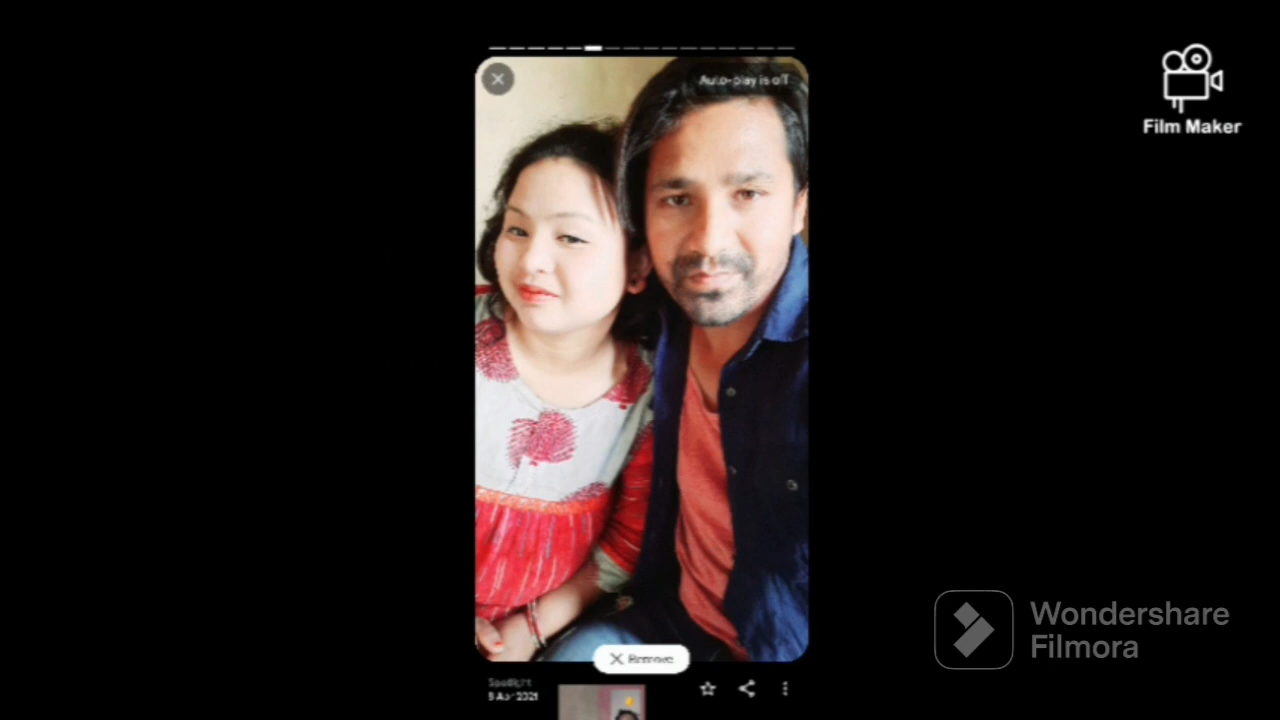 Auto-play is off
Film Maker
Remove
Spotlight
Wondershare
Filmora